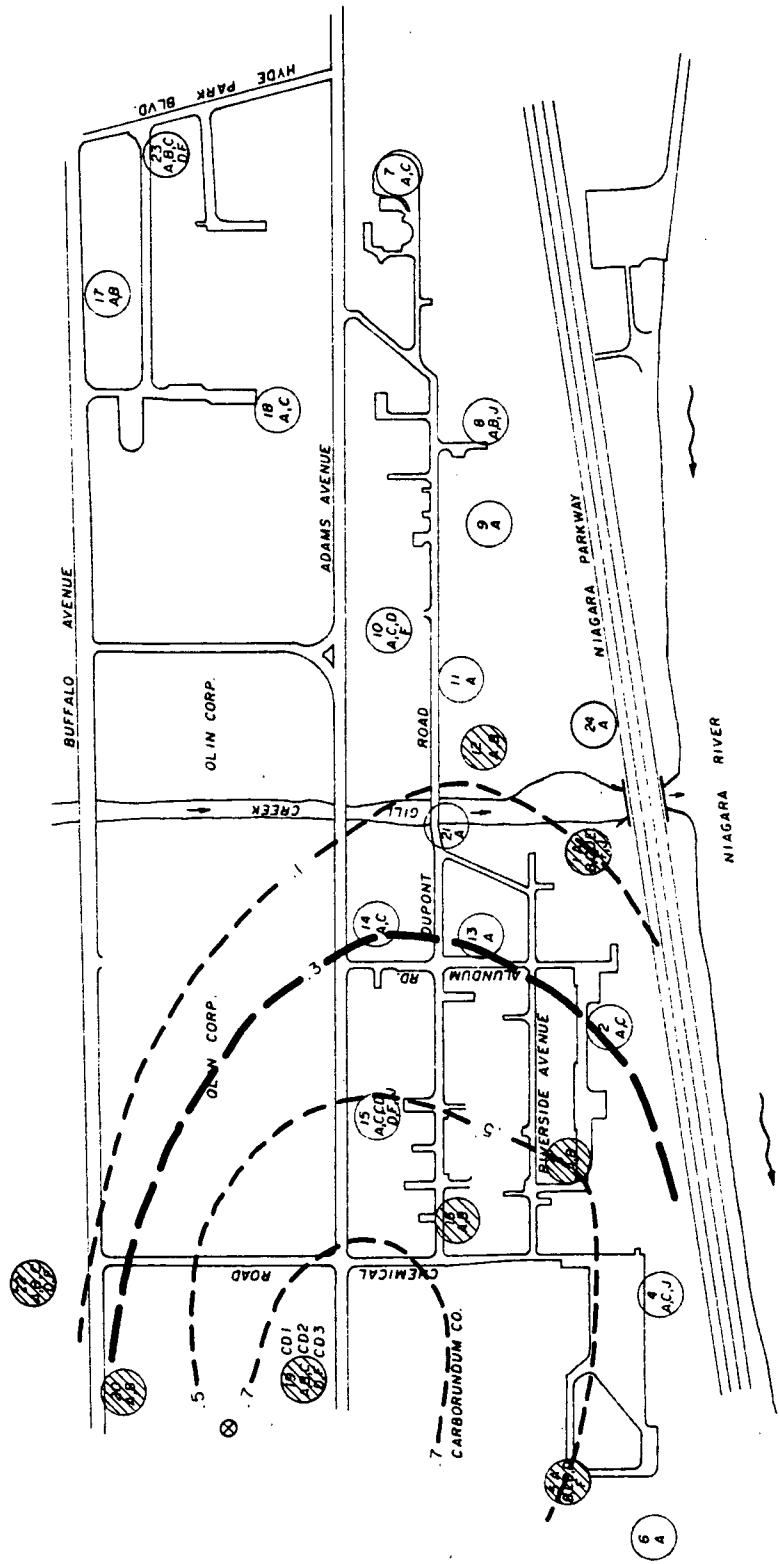 HYDE PARK BLVD.
23
A,B,C
D,F
17
A,B
18
A,C
7
A,C
BUFFALO AVENUE
ADAMS AVENUE
8
A,B,J
9
A
NIAGARA PARKWAY
10
A,C,D
F
11
A
ROAD
OLIN CORP.
12
A,B
24
A
NIAGARA RIVER
GILL CREEK
21
A
.1
14
A,C
DUPONT
13
A
.3
ALUNDUM RD.
OLIN CORP.
2
A,C
15
.5
RIVERSIDE AVENUE
A,B
16
A,B
CHEMICAL ROAD
4
A,C,J
20
A,B
19
A,B,C
D,F
CD1
CD2
CD3
.5
.7
.7
CARBORUNDUM CO.
6
A